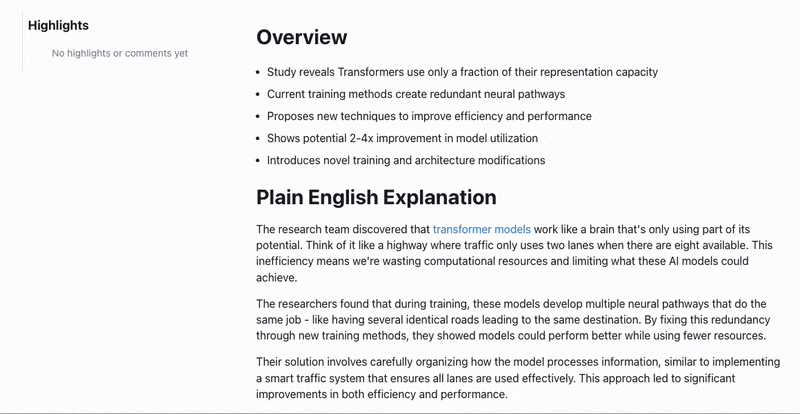 Highlights
No highlights or comments yet
Overview
• Study reveals Transformers use only a fraction of their representation capacity
• Current training methods create redundant neural pathways
• Proposes new techniques to improve efficiency and performance
• Shows potential 2-4x improvement in model utilization
• Introduces novel training and architecture modifications
Plain English Explanation
The research team discovered that transformer models work like a brain that's only using part of its
potential. Think of it like a highway where traffic only uses two lanes when there are eight available. This
inefficiency means we're wasting computational resources and limiting what these AI models could
achieve.
The researchers found that during training, these models develop multiple neural pathways that do the
same job - like having several identical roads leading to the same destination. By fixing this redundancy
through new training methods, they showed models could perform better while using fewer resources.
Their solution involves carefully organizing how the model processes information, similar to implementing
a smart traffic system that ensures all lanes are used effectively. This approach led to significant
improvements in both efficiency and performance.